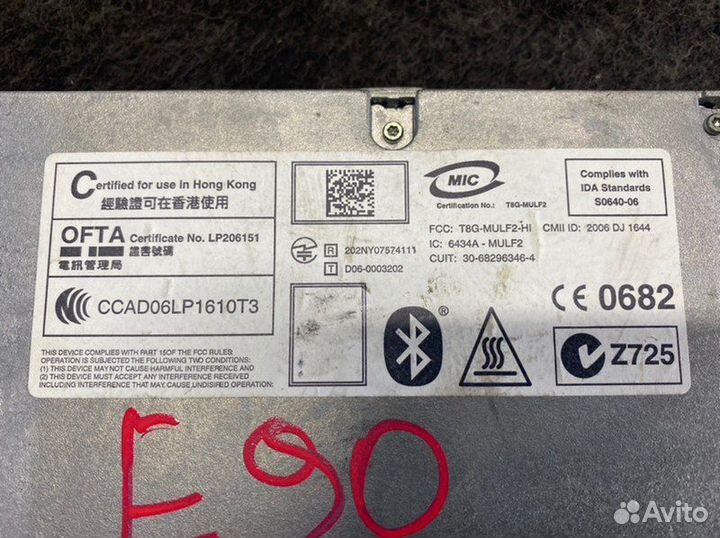 Certified for use in Hong Kong
經驗證可在香港使用
OFTA Certificate No. LP206151
證書號碼
電訊管理局
CCAD06LP1610T3
THIS DEVICE COMPLIES WITH PART 15OF THE FCC RULES
OPERATION IS SUBJECTED THE FOLLOWING TWO CONDITIONS:
(1) THIS DEVICE MAY NOT CAUSE HARMFUL INTERFERENCE AND
(2) THIS DEVICE MUST ACCEPT ANY INTERFERENCE RECEIVED
INCLUDING INTERFERENCE THAT MAY CAUSE UNDESIRED OPERATION
R 202NY07574111
T D06-0003202
MIC
Certification No.: T8G-MULF2
Complies with
IDA Standards
S0640-06
FCC: T8G-MULF2-HI CMII ID: 2006 DJ 1644
IC: 6434A - MULF2
CUIT: 30-68296346-4
CE 0682
®
Z725
E90
Avito